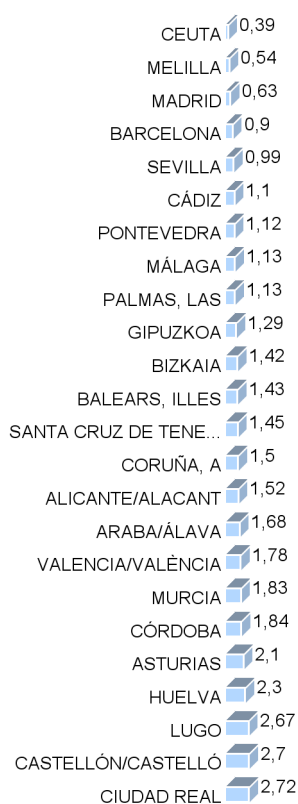 CEUTA 0,39
MELILLA 0,54
MADRID 0,63
BARCELONA 0,9
SEVILLA 0,99
CÁDIZ 1,1
PONTEVEDRA 1,12
MÁLAGA 1,13
PALMAS, LAS 1,13
GIPUZKOA 1,29
BIZKAIA 1,42
BALEARS, ILLES 1,43
SANTA CRUZ DE TENE... 1,45
CORUÑA, A 1,5
ALICANTE/ALACANT 1,52
ARABA/ÁLAVA 1,68
VALENCIA/VALÈNCIA 1,78
MURCIA 1,83
CÓRDOBA 1,84
ASTURIAS 2,1
HUELVA 2,3
LUGO 2,67
CASTELLÓN/CASTELLÓ 2,7
CIUDAD REAL 2,72